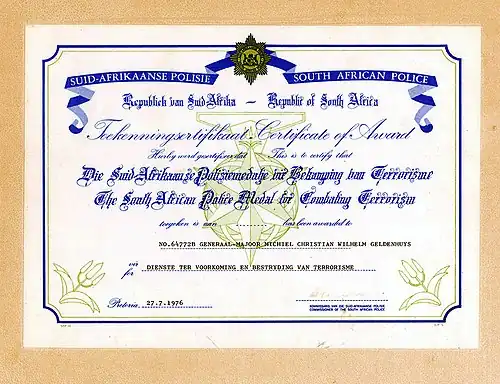 SUID-AFRIKAANSE POLISIE SOUTH AFRICAN POLICE
Republiek van Suid-Afrika — Republic of South Africa
Toekenningsertifikaat Certificate of Award
Hierby word gesertifiseer dat This is to certify that
Die Suid-Afrikaanse Polisiemedalje vir Bekamping van Terrorisme
The South African Police Medal for Combating Terrorism
toegeken is aan has been awarded to
NO.64772B GENERAAL-MAJOOR MICHIEL CHRISTIAN WILHELM GELDENHUYS
vir
for DIENSTE TER VOORKOMING EN BESTRYDING VAN TERRORISME
Pretoria, 27.7.1976
KOMMISSARIS VAN DIE SUID-AFRIKAANSE POLISIE
COMMISSIONER OF THE SOUTH AFRICAN POLICE